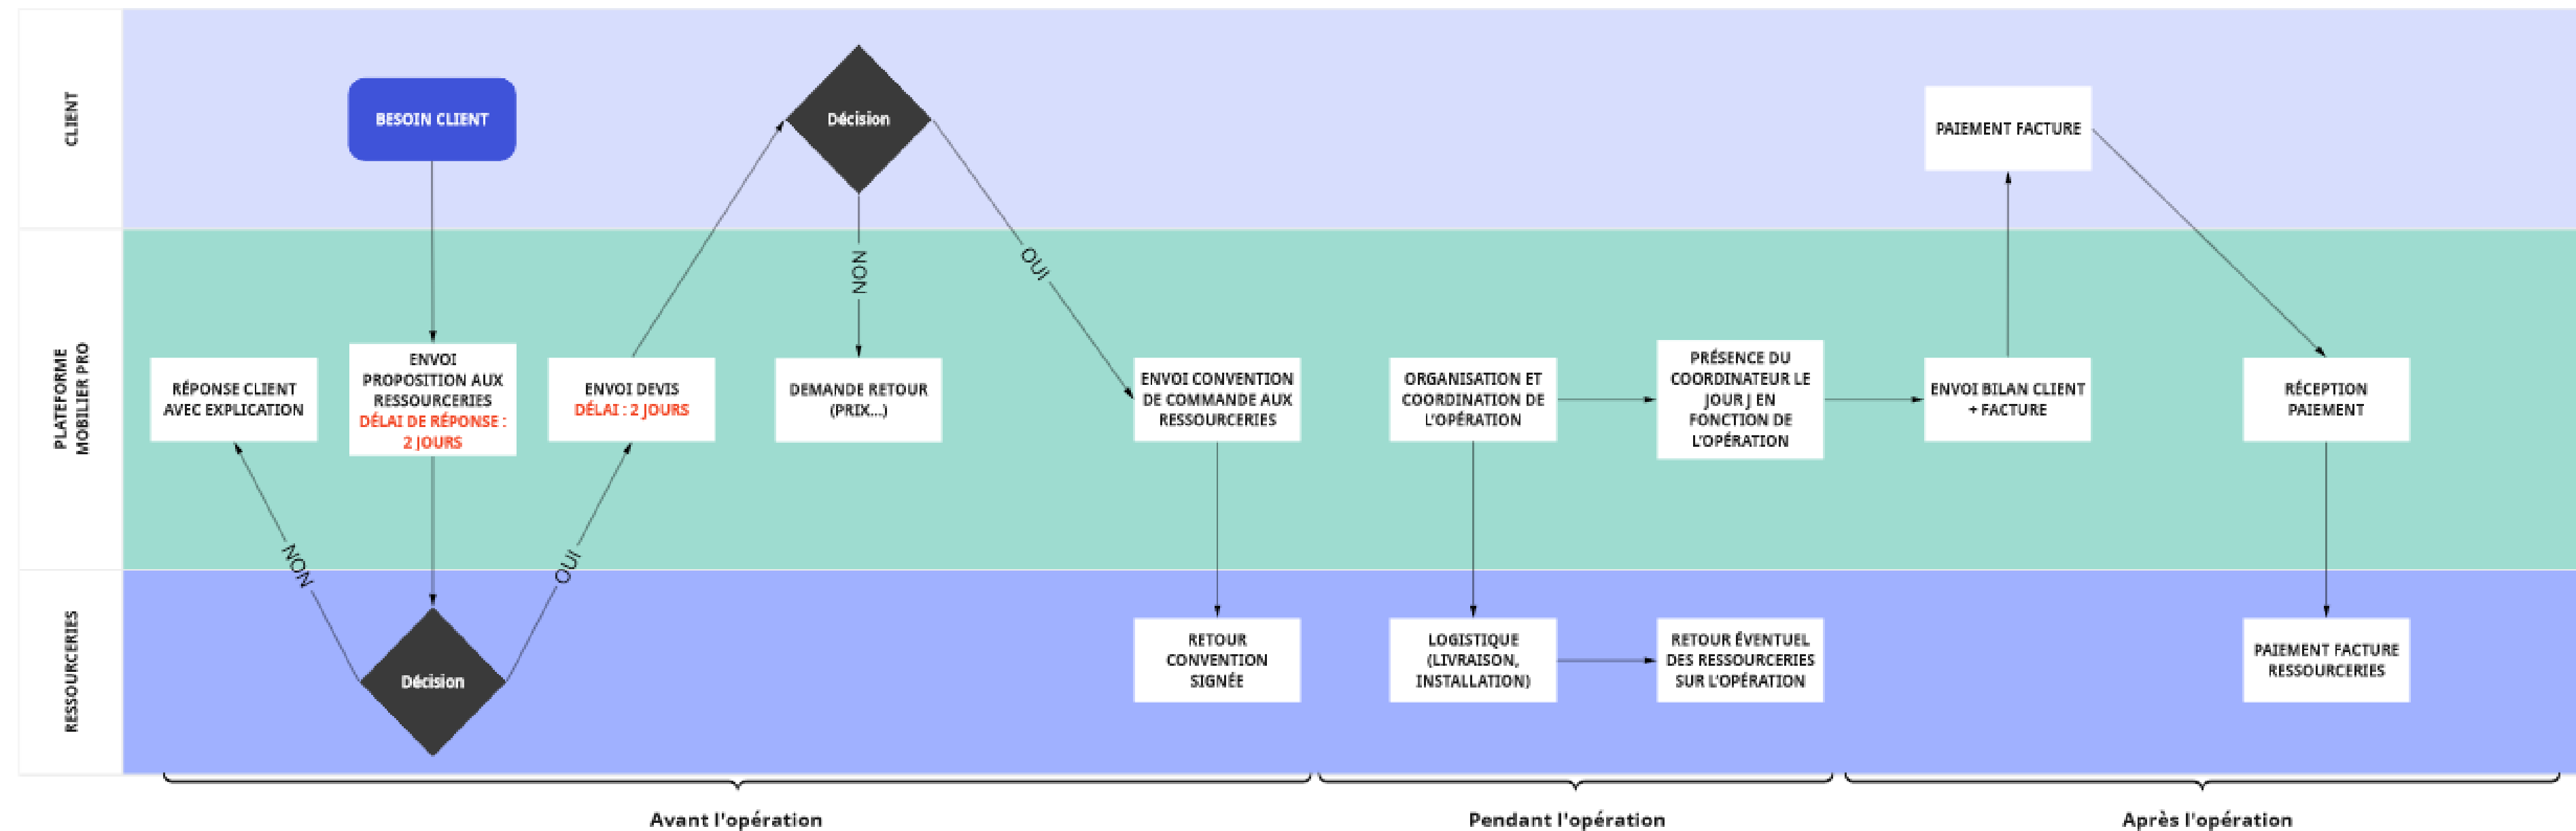 CLIENT
BESOIN CLIENT
Décision
NON
OUI
PAIEMENT FACTURE
PLATEFORME
MOBILIER PRO
RÉPONSE CLIENT
AVEC EXPLICATION
ENVOI
PROPOSITION AUX
RESSOURCERIES
DÉLAI DE RÉPONSE :
2 JOURS
ENVOI DEVIS
DÉLAI : 2 JOURS
DEMANDE RETOUR
(PRIX...)
ENVOI CONVENTION
DE COMMANDE AUX
RESSOURCERIES
ORGANISATION ET
COORDINATION DE
L'OPÉRATION
PRÉSENCE DU
COORDINATEUR LE
JOUR J EN
FONCTION DE
L'OPÉRATION
ENVOI BILAN CLIENT
+ FACTURE
RÉCEPTION
PAIEMENT
NON
OUI
RESSOURCERIES
Décision
RETOUR
CONVENTION
SIGNÉE
LOGISTIQUE
(LIVRAISON,
INSTALLATION)
RETOUR ÉVENTUEL
DES RESSOURCERIES
SUR L'OPÉRATION
PAIEMENT FACTURE
RESSOURCERIES
Avant l'opération
Pendant l'opération
Après l'opération